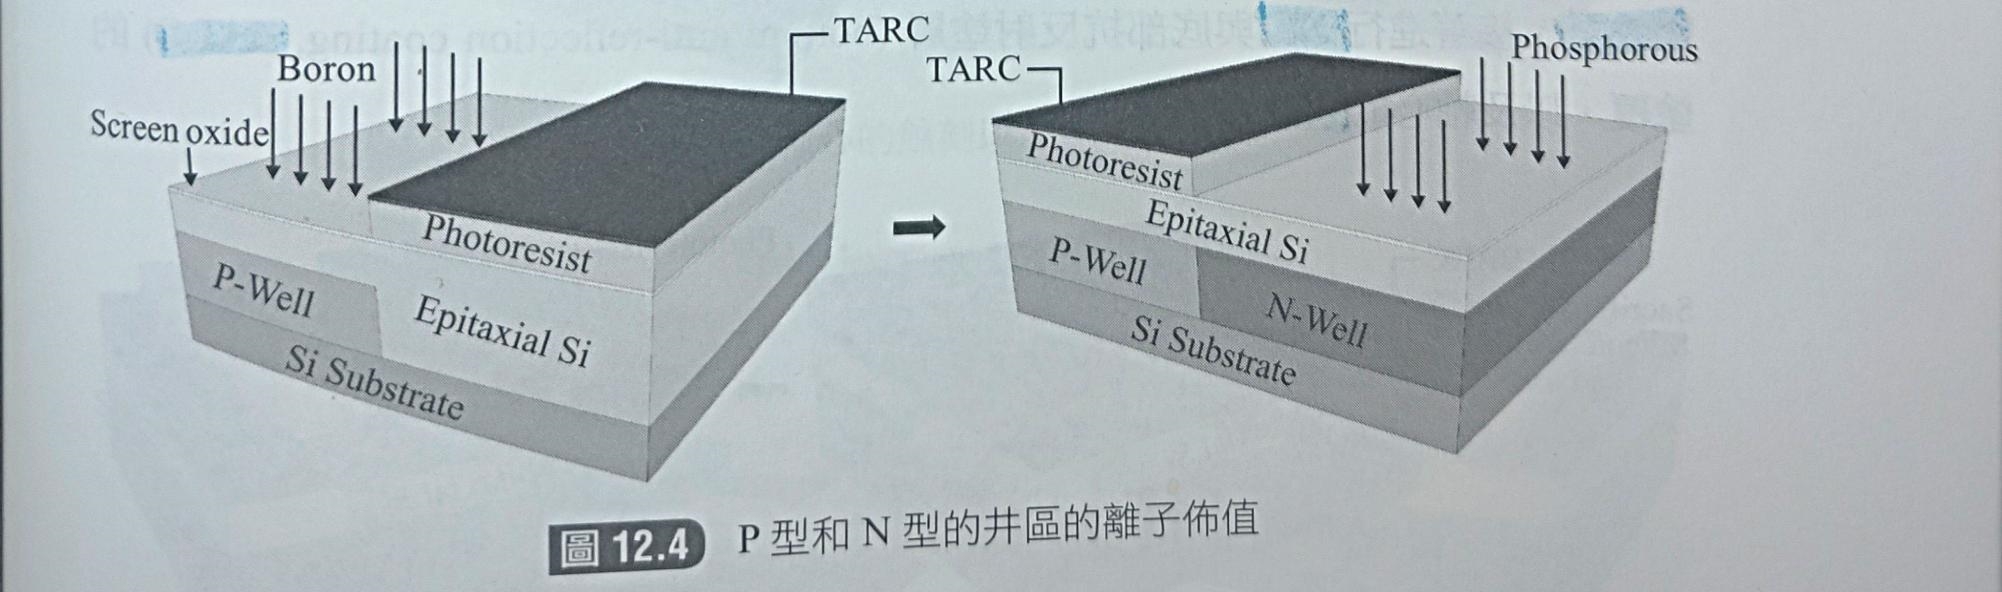 TARC
Boron
Screen oxide
Photoresist
P-Well
Epitaxial Si
Si Substrate
TARC
Phosphorous
Photoresist
Epitaxial Si
P-Well
N-Well
Si Substrate
圖 12.4 P 型和 N 型的井區的離子佈值